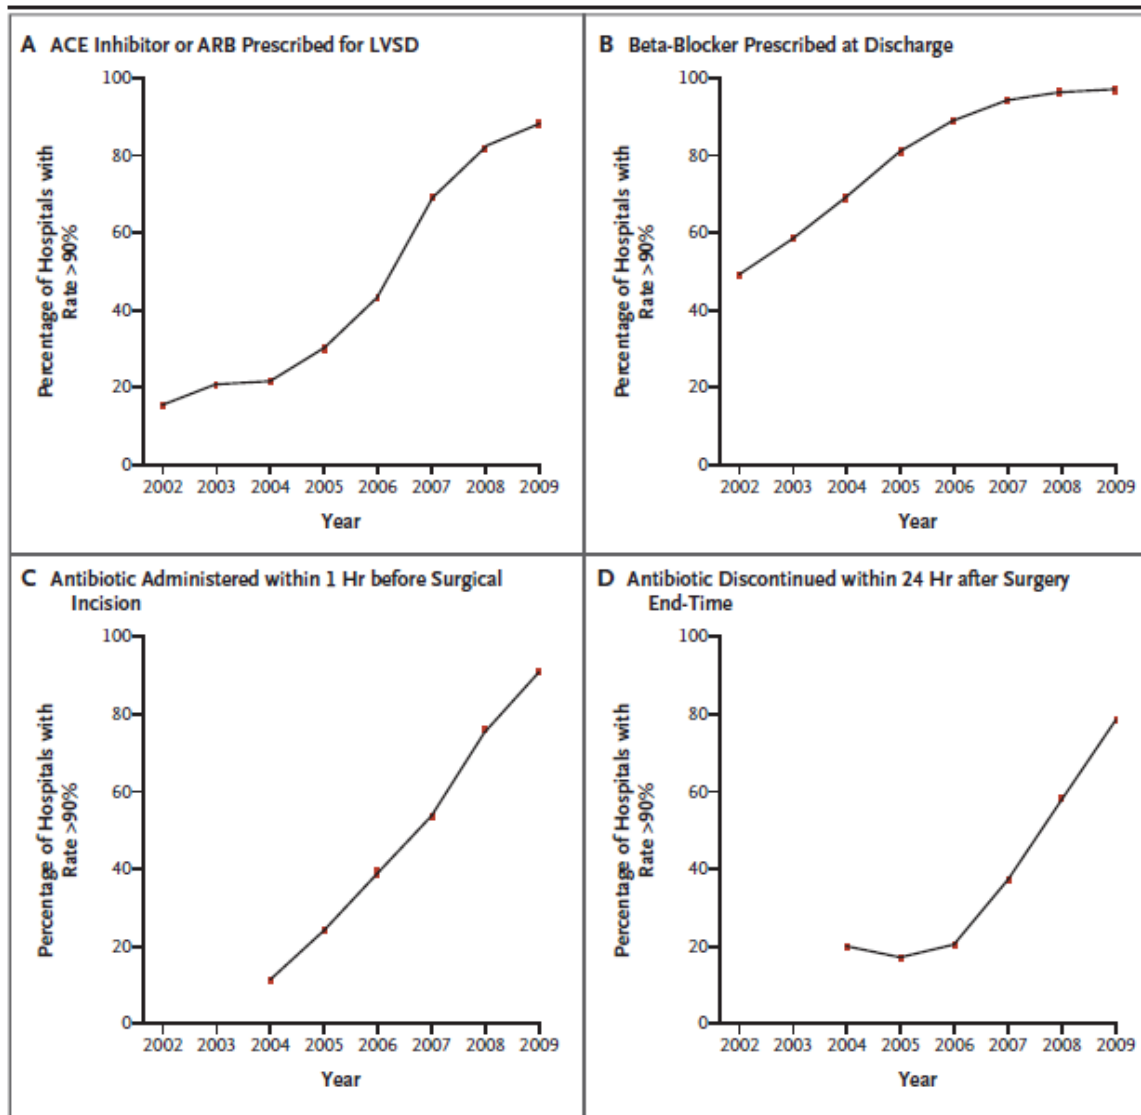 A ACE Inhibitor or ARB Prescribed for LVSD
100
80
60
40
20
0
Percentage of Hospitals with
Rate >90%
2002 2003 2004 2005 2006 2007 2008 2009
Year
B Beta-Blocker Prescribed at Discharge
100
80
60
40
20
0
Percentage of Hospitals with
Rate >90%
2002 2003 2004 2005 2006 2007 2008 2009
Year
C Antibiotic Administered within 1 Hr before Surgical
Incision
100
80
60
40
20
0
Percentage of Hospitals with
Rate >90%
2002 2003 2004 2005 2006 2007 2008 2009
Year
D Antibiotic Discontinued within 24 Hr after Surgery
End-Time
100
80
60
40
20
0
Percentage of Hospitals with
Rate >90%
2002 2003 2004 2005 2006 2007 2008 2009
Year